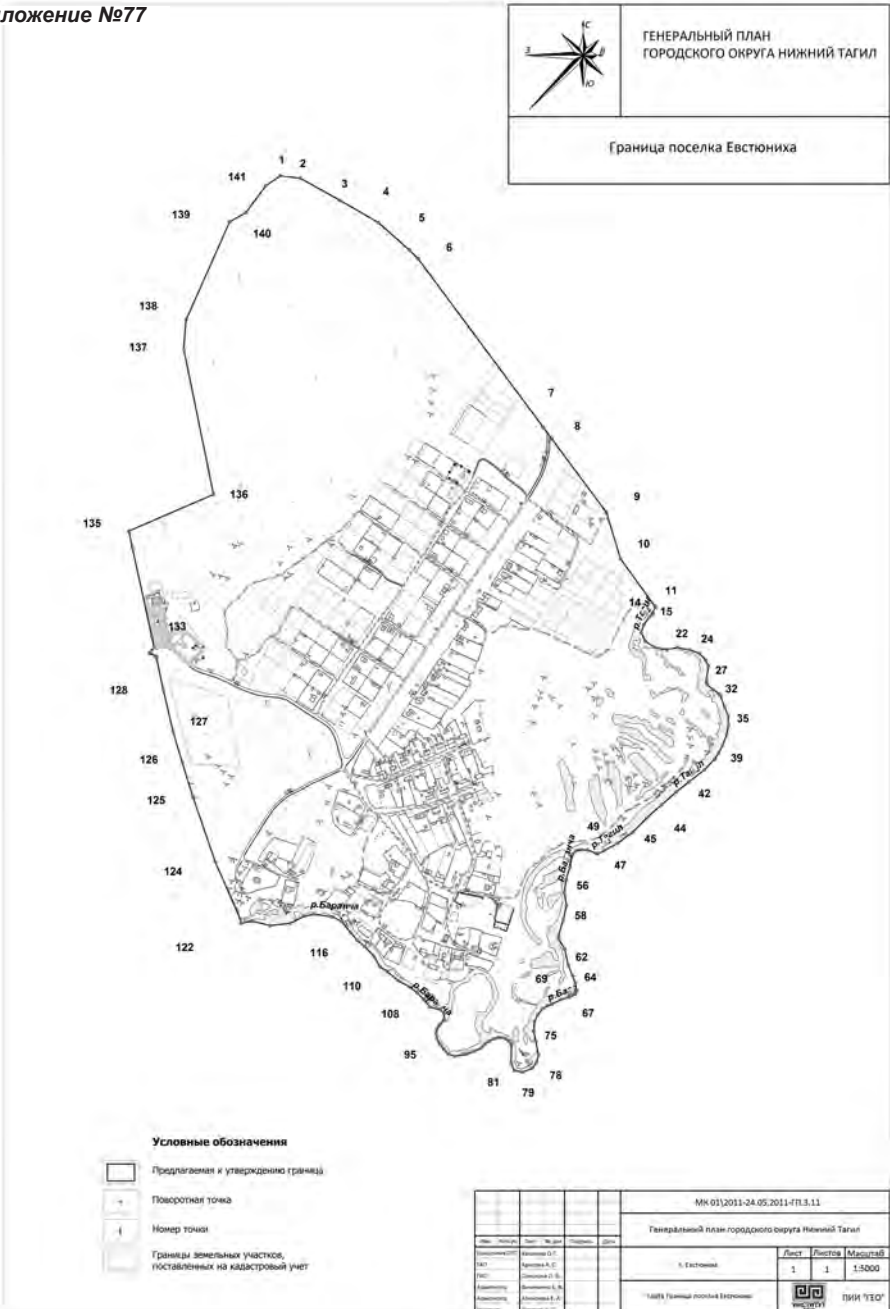 ложение №77
С
З
В
Ю
ГЕНЕРАЛЬНЫЙ ПЛАН
ГОРОДСКОГО ОКРУГА НИЖНИЙ ТАГИЛ
Граница поселка Евстюниха
1
2
141
3
4
139
5
140
6
138
137
7
8
136
9
135
10
11
14
15
133
22
24
27
128
32
127
35
126
39
125
42
49
44
45
р.Тагил
47
124
56
58
р.Баранча
122
116
62
69
64
110
67
108
75
95
81
78
79
Условные обозначения
Предлагаемая к утверждению граница
Поворотная точка
Номер точки
Границы земельных участков,
поставленных на кадастровый учет
МК 01\2011-24.05.2011-ГП.3.11
Генеральный план городского округа Нижний Тагил
Лист
Листов
Масштаб
1
1
1:5000
ПИИ "ГЕО"